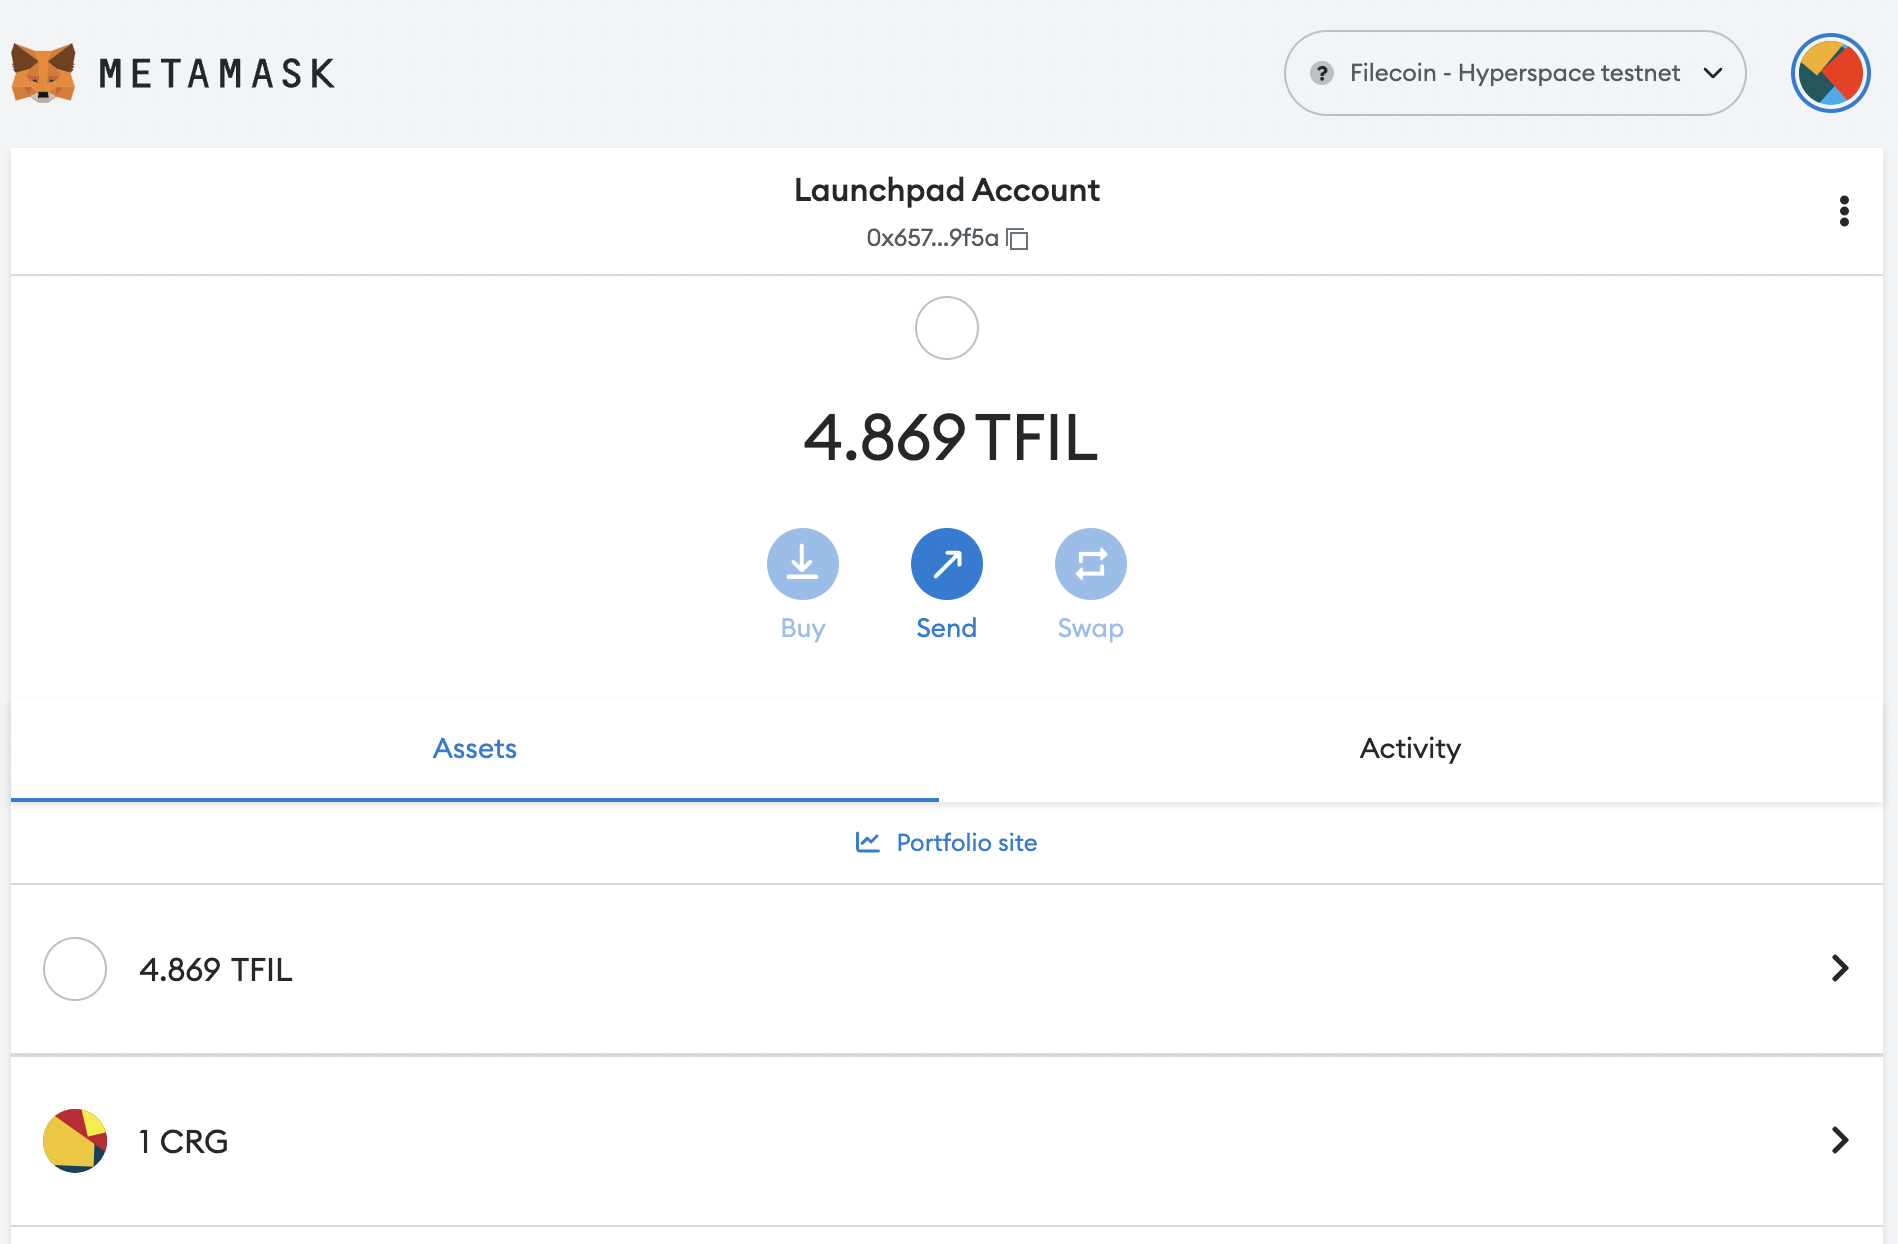 METAMASK
? Filecoin - Hyperspace testnet
Launchpad Account
0x657...9f5a
4.869 TFIL
Buy Send Swap
Assets Activity
Portfolio site
4.869 TFIL
1 CRG